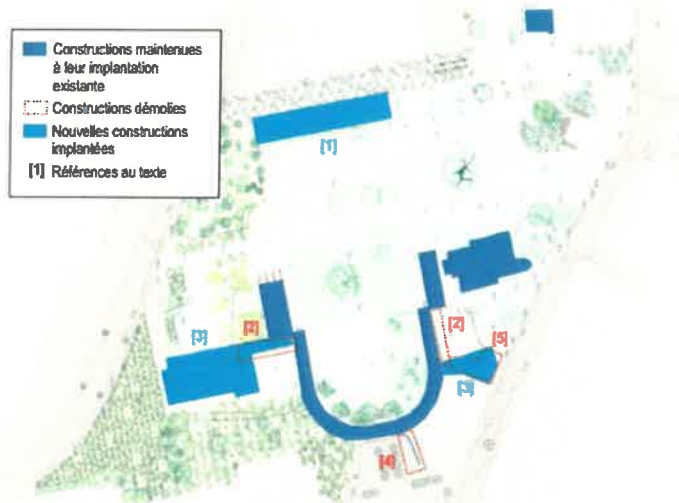 Constructions maintenues
à leur implantation
existante
Constructions démolies
Nouvelles constructions
implantées
[1] Références au texte
[1]
[3]
[2]
[2]
[5]
[3]
[4]